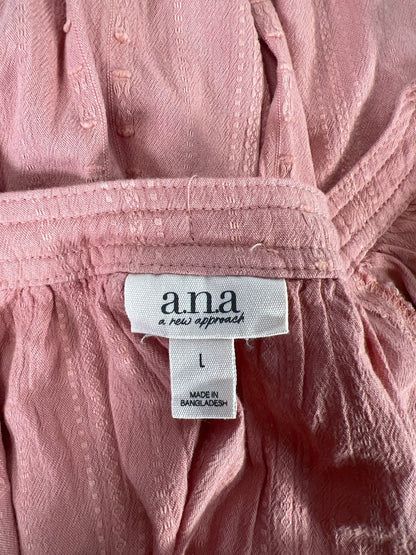 a.n.a
a new approach
L
MADE IN
BANGLADESH